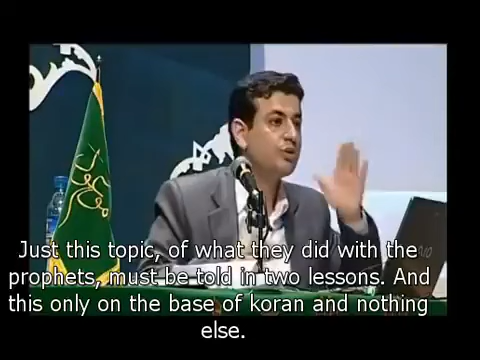 Just this topic, of what they did with the
prophets, must be told in two lessons. And
this only on the base of koran and nothing
else.